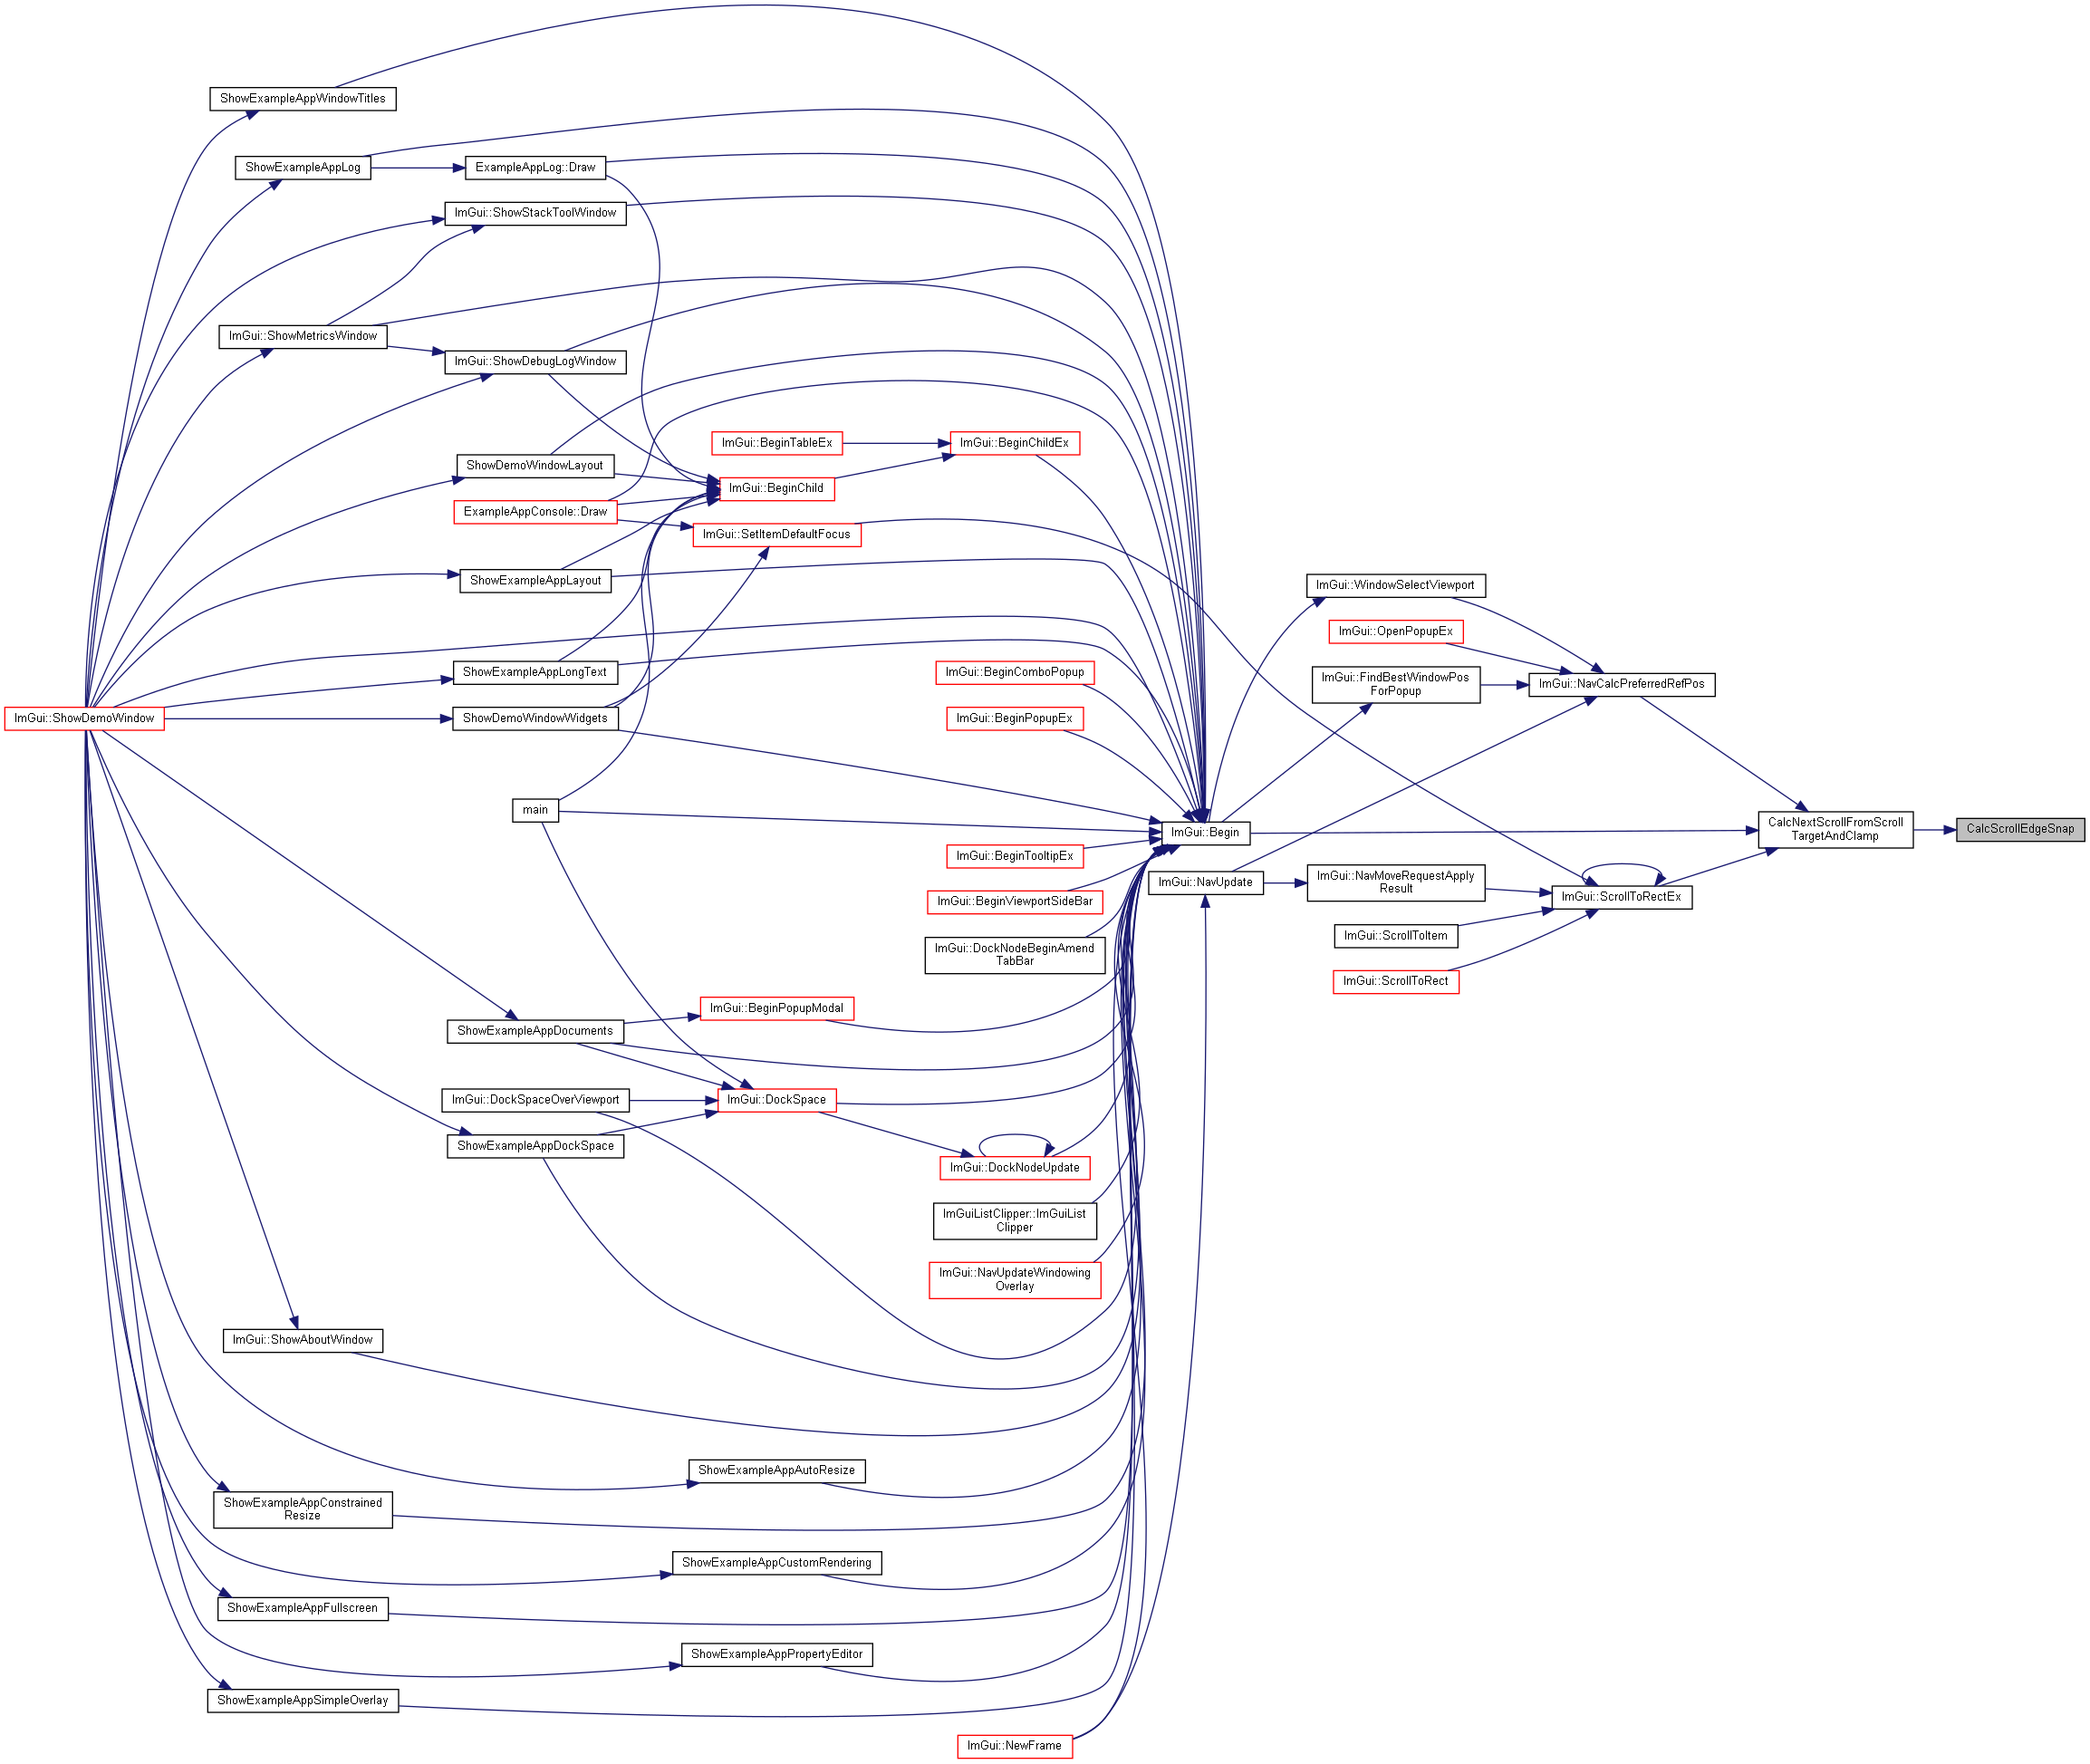 ShowExampleAppWindowTitles
ShowExampleAppLog
ExampleAppLog::Draw
ImGui::ShowStackToolWindow
ImGui::ShowMetricsWindow
ImGui::ShowDebugLogWindow
ImGui::BeginTableEx
ImGui::BeginChildEx
ShowDemoWindowLayout
ImGui::BeginChild
ExampleAppConsole::Draw
ImGui::SetItemDefaultFocus
ShowExampleAppLayout
ImGui::WindowSelectViewport
ImGui::OpenPopupEx
ShowExampleAppLongText
ImGui::BeginComboPopup
ImGui::FindBestWindowPos
ForPopup
ImGui::NavCalcPreferredRefPos
ImGui::ShowDemoWindow
ShowDemoWindowWidgets
ImGui::BeginPopupEx
main
ImGui::Begin
CalcNextScrollFromScroll
TargetAndClamp
CalcScrollEdgeSnap
ImGui::BeginTooltipEx
ImGui::NavUpdate
ImGui::NavMoveRequestApply
Result
ImGui::ScrollToRectEx
ImGui::BeginViewportSideBar
ImGui::ScrollToItem
ImGui::DockNodeBeginAmend
TabBar
ImGui::ScrollToRect
ImGui::BeginPopupModal
ShowExampleAppDocuments
ImGui::DockSpaceOverViewport
ImGui::DockSpace
ShowExampleAppDockSpace
ImGui::DockNodeUpdate
ImGuiListClipper::ImGuiList
Clipper
ImGui::NavUpdateWindowing
Overlay
ImGui::ShowAboutWindow
ShowExampleAppAutoResize
ShowExampleAppConstrained
Resize
ShowExampleAppCustomRendering
ShowExampleAppFullscreen
ShowExampleAppPropertyEditor
ShowExampleAppSimpleOverlay
ImGui::NewFrame